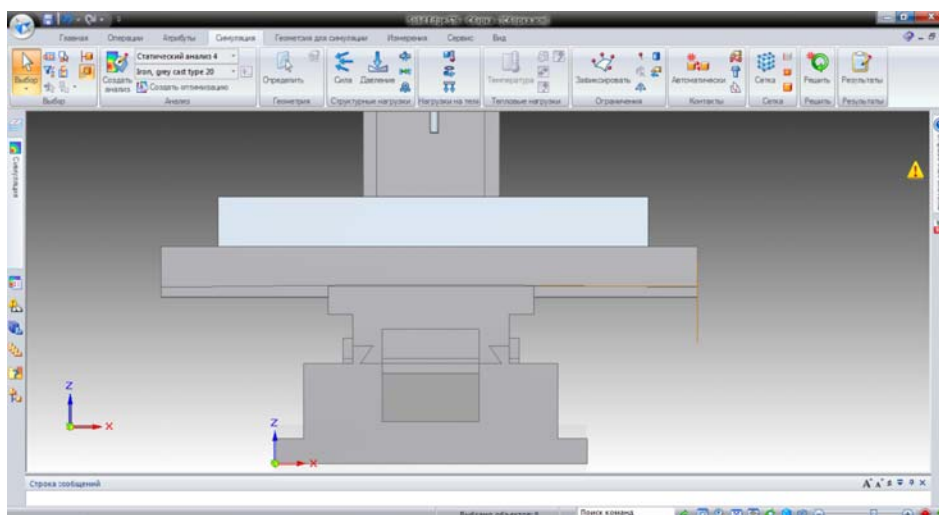 Главная Операции Атрибуты Симуляция Геометрия для симуляции Измерения Сервис Вид
Статический анализ 4
Iron, grey cast type 20
Выбор Создать анализ Создать оптимизацию Определить Сила Давление Температура Зафиксировать Автоматически Сетка Решить Результаты
Выбор Анализ Геометрия Структурные нагрузки Нагрузки на тело Тепловые нагрузки Ограничения Контакты Сетка Решить Результаты
Симуляция
Z
X
Z
X
Строка сообщений
Поиск команд